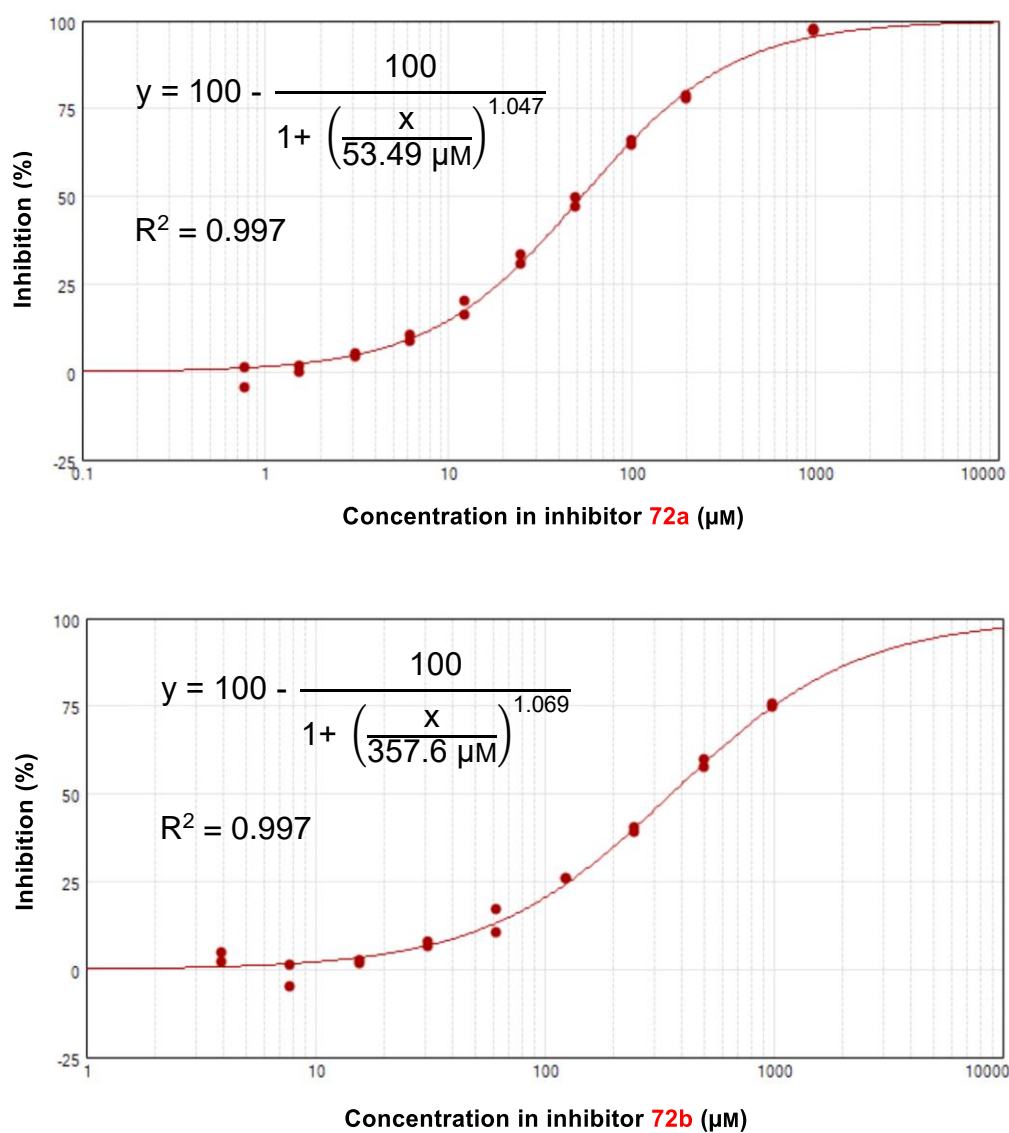 100
75
50
25
0
-25
Inhibition (%)
y = 100 - 100 / 1+ (x / 53.49 µM)^1.047
R² = 0.997
0.1 1 10 100 1000 10000
Concentration in inhibitor 72a (µM)
100
75
50
25
0
-25
Inhibition (%)
y = 100 - 100 / 1+ (x / 357.6 µM)^1.069
R² = 0.997
1 10 100 1000 10000
Concentration in inhibitor 72b (µM)